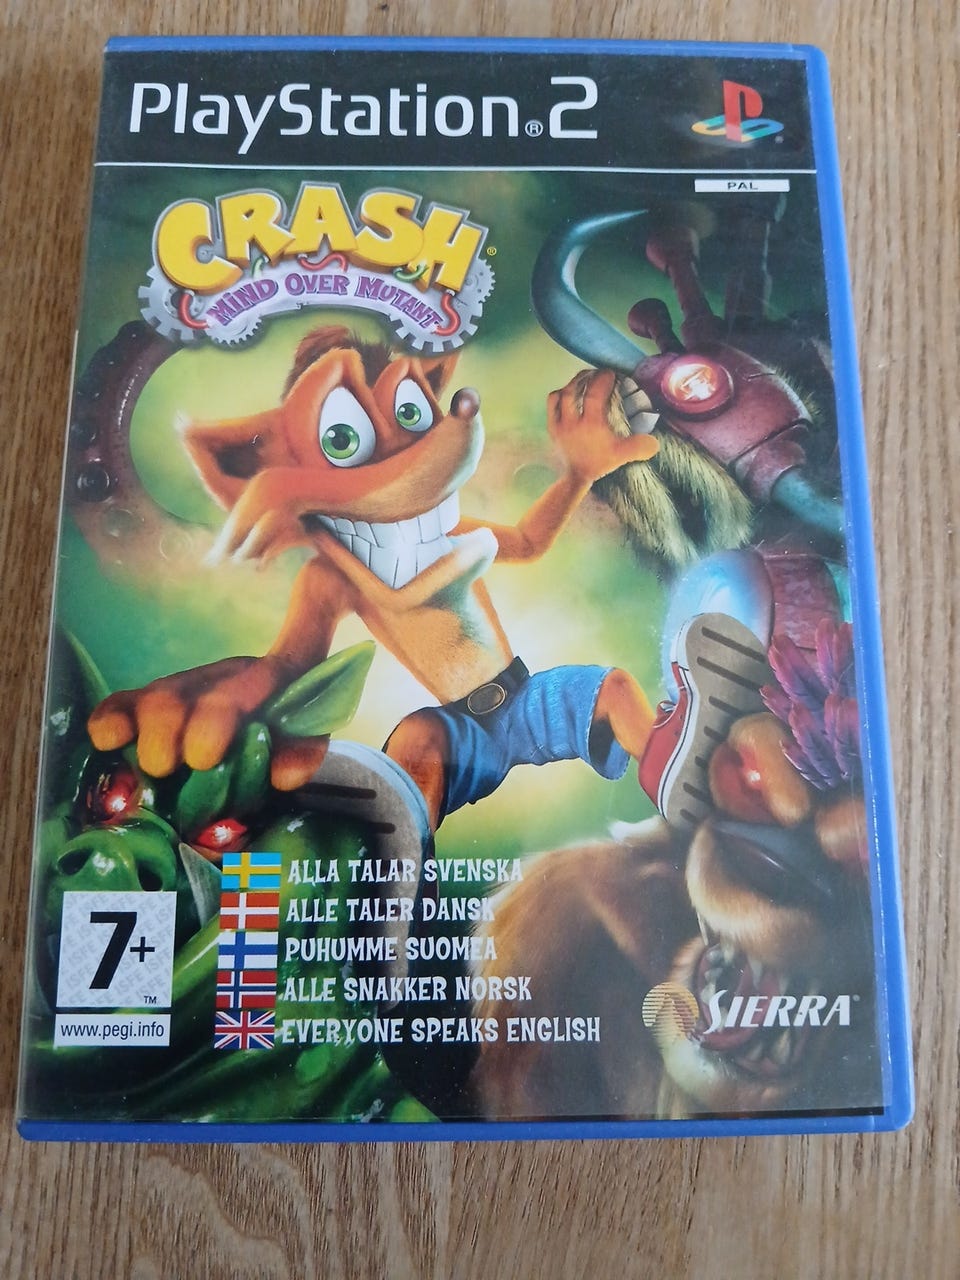 PlayStation®2
PAL
CRASH®
MIND OVER MUTANT
ALLA TALAR SVENSKA
ALLE TALER DANSK
PUHUMME SUOMEA
ALLE SNAKKER NORSK
EVERYONE SPEAKS ENGLISH
7+
TM
www.pegi.info
SIERRA®